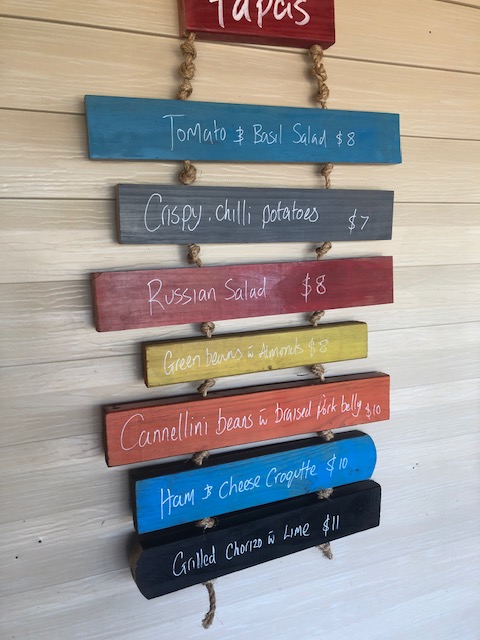 Tapas
Tomato & Basil Salad $8
Crispy. chilli potatoes $7
Russian Salad $8
Green beans w Almonds $8
Cannellini beans w braised pork belly $10
Ham & Cheese Croqutte $10
Grilled Chorizo w Lime $11